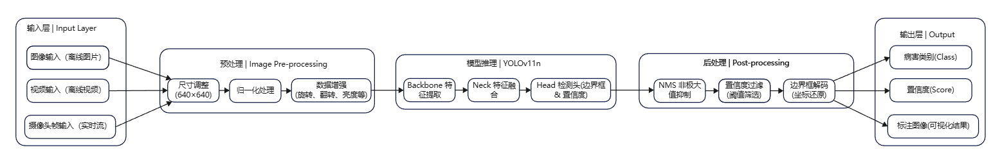 输入层 | Input Layer
图像输入（离线图片）
视频输入（离线视频）
摄像头帧输入（实时流）
预处理 | Image Pre-processing
尺寸调整
(640×640)
归一化处理
数据增强
(旋转、翻转、亮度等)
模型推理 | YOLOv11n
Backbone 特
征提取
Neck 特征融
合
Head 检测头(边界框
& 置信度)
后处理 | Post-processing
NMS 非极大
值抑制
置信度过滤
(阈值筛选)
边界框解码
(坐标还原)
输出层 | Output
病害类别(Class)
置信度(Score)
标注图像(可视化结果)